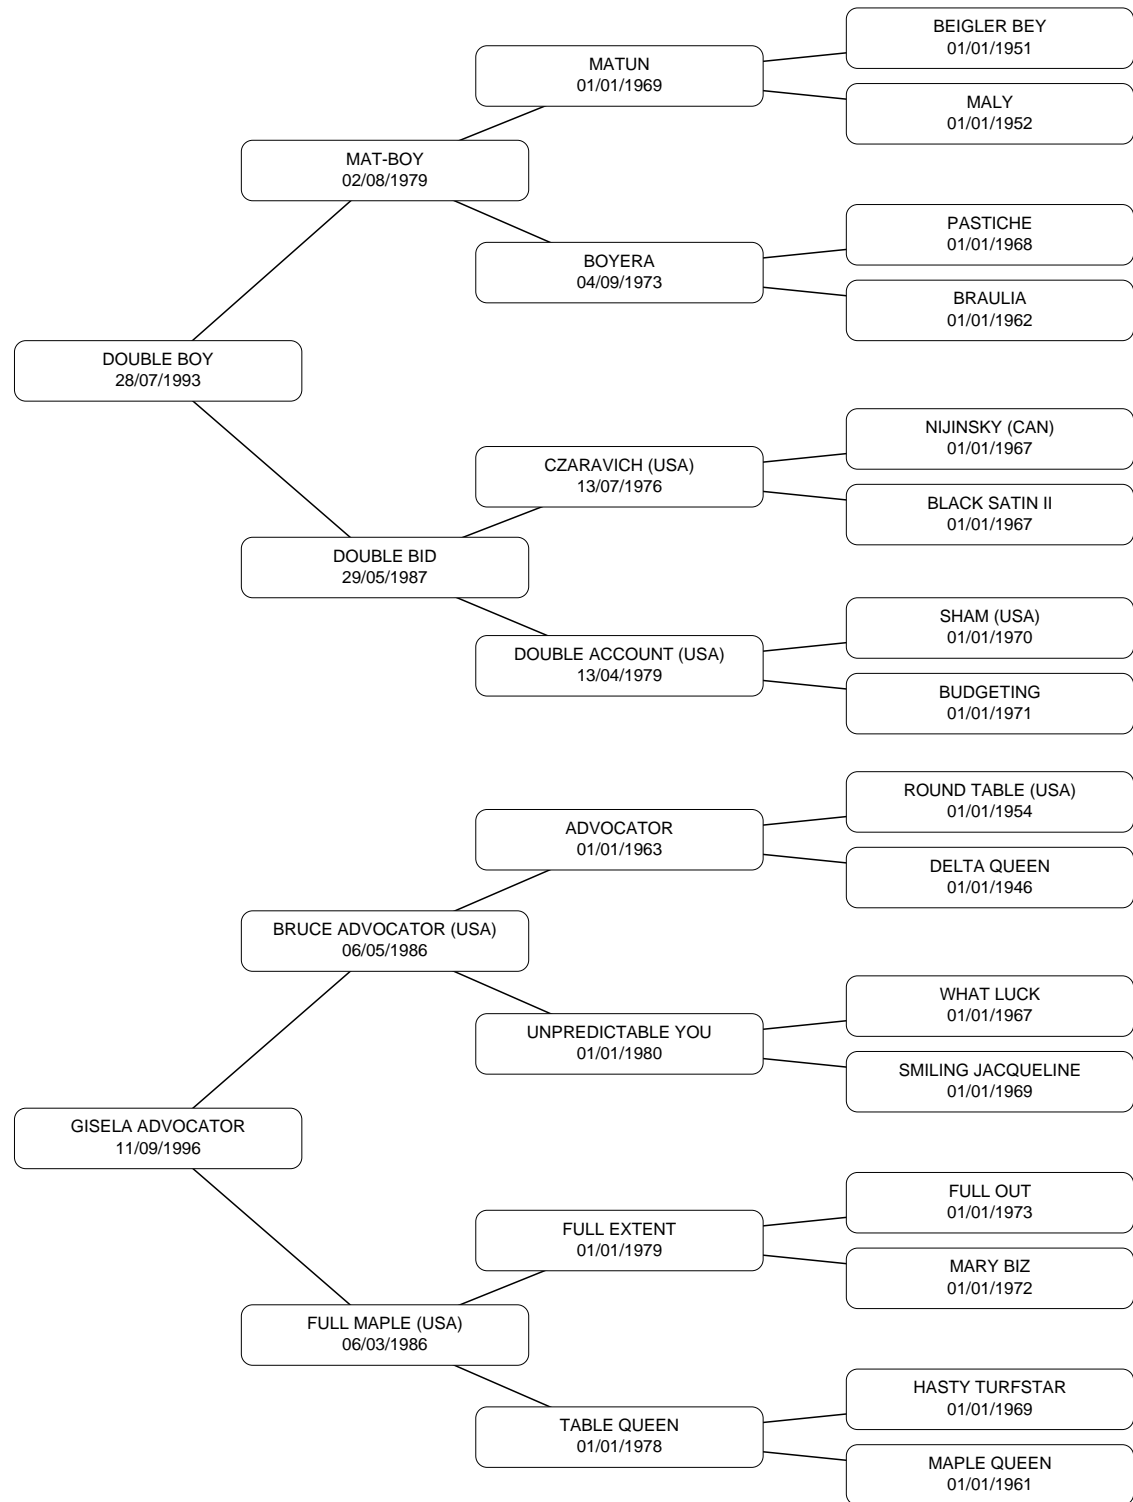 BEIGLER BEY
01/01/1951
MATUN
01/01/1969
MALY
01/01/1952
MAT-BOY
02/08/1979
PASTICHE
01/01/1968
BOYERA
04/09/1973
BRAULIA
01/01/1962
DOUBLE BOY
28/07/1993
NIJINSKY (CAN)
01/01/1967
CZARAVICH (USA)
13/07/1976
BLACK SATIN II
01/01/1967
DOUBLE BID
29/05/1987
SHAM (USA)
01/01/1970
DOUBLE ACCOUNT (USA)
13/04/1979
BUDGETING
01/01/1971
ROUND TABLE (USA)
01/01/1954
ADVOCATOR
01/01/1963
DELTA QUEEN
01/01/1946
BRUCE ADVOCATOR (USA)
06/05/1986
WHAT LUCK
01/01/1967
UNPREDICTABLE YOU
01/01/1980
SMILING JACQUELINE
01/01/1969
GISELA ADVOCATOR
11/09/1996
FULL OUT
01/01/1973
FULL EXTENT
01/01/1979
MARY BIZ
01/01/1972
FULL MAPLE (USA)
06/03/1986
HASTY TURFSTAR
01/01/1969
TABLE QUEEN
01/01/1978
MAPLE QUEEN
01/01/1961